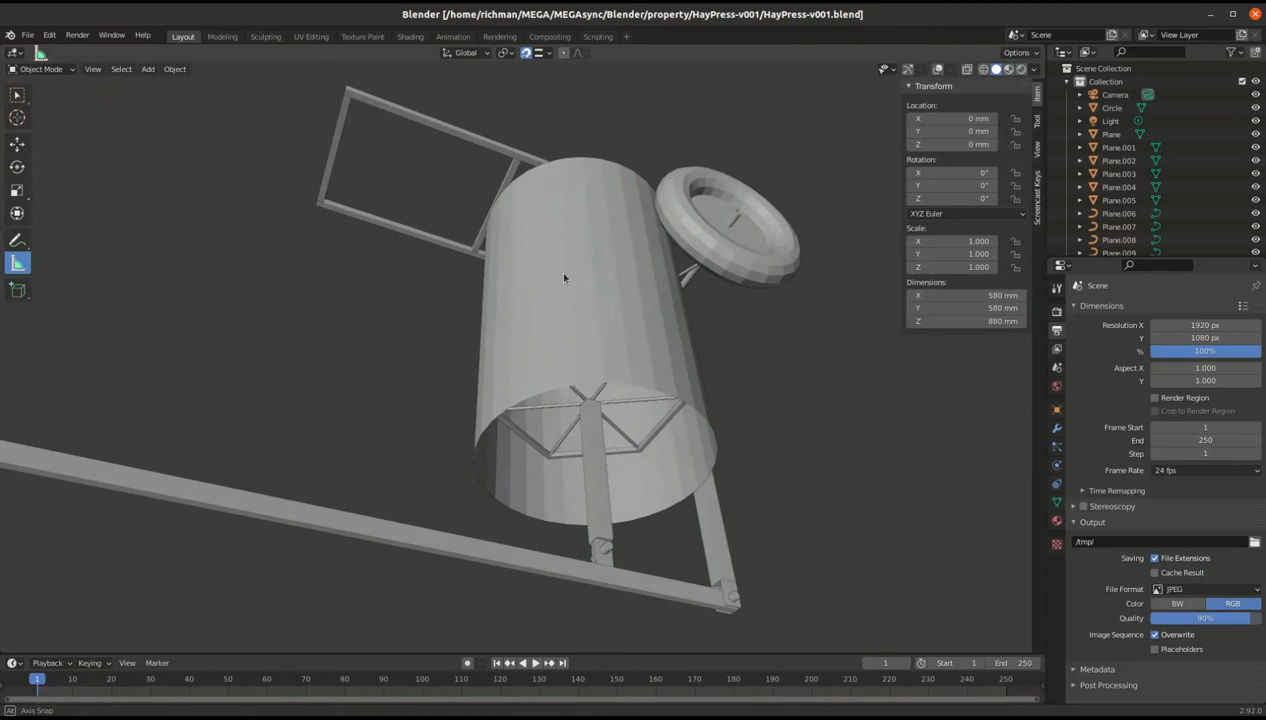 Blender [/home/richman/MEGA/MEGAsync/Blender/property/HayPress-v001/HayPress-v001.blend]
File Edit Render Window Help Layout Modeling Sculpting UV Editing Texture Paint Shading Animation Rendering Compositing Scripting + Scene View Layer
Global Options
Object Mode View Select Add Object
Transform
Location:
X 0 mm
Y 0 mm
Z 0 mm
Rotation:
X 0°
Y 0°
Z 0°
XYZ Euler
Scale:
X 1.000
Y 1.000
Z 1.000
Dimensions:
X 580 mm
Y 580 mm
Z 880 mm
Item
Tool
View
Screencast Keys
Scene Collection
Collection
Camera
Circle
Light
Plane
Plane.001
Plane.002
Plane.003
Plane.004
Plane.005
Plane.006
Plane.007
Plane.008
Plane.009
Scene
Dimensions
Resolution X 1920 px
Y 1080 px
% 100%
Aspect X 1.000
Y 1.000
Render Region
Crop to Render Region
Frame Start 1
End 250
Step 1
Frame Rate 24 fps
Time Remapping
Stereoscopy
Output
/tmp/
Saving File Extensions
Cache Result
File Format JPEG
Color BW RGB
Quality 90%
Image Sequence Overwrite
Placeholders
Metadata
Post Processing
Playback Keying View Marker 1 Start 1 End 250
1 10 20 30 40 50 60 70 80 90 100 110 120 130 140 150 160 170 180 190 200 210 220 230 240 250
Alt Axis Snap 2.92.0